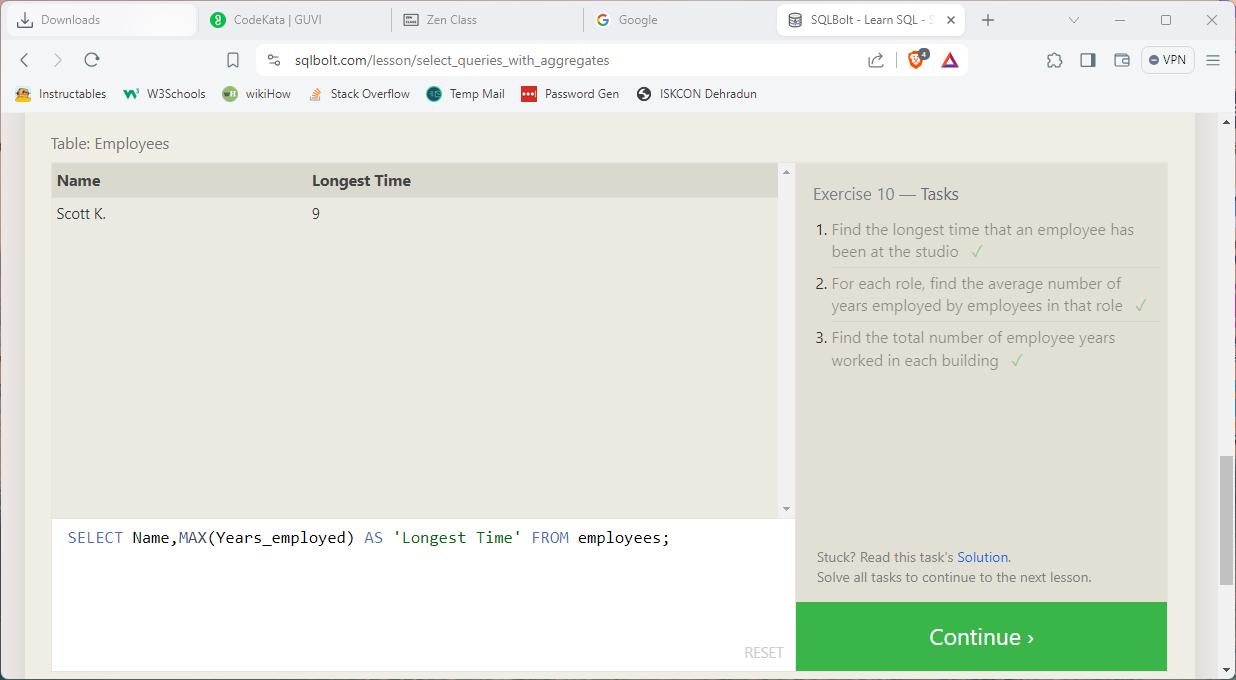 Downloads
CodeKata | GUVI
Zen Class
Google
SQLBolt - Learn SQL - S
sqlbolt.com/lesson/select_queries_with_aggregates
4
VPN
Instructables
W3Schools
wikiHow
Stack Overflow
Temp Mail
Password Gen
ISKCON Dehradun
Table: Employees
Name Longest Time
Scott K. 9
SELECT Name,MAX(Years_employed) AS 'Longest Time' FROM employees;
RESET
Exercise 10 — Tasks
1. Find the longest time that an employee has
been at the studio ✓
2. For each role, find the average number of
years employed by employees in that role ✓
3. Find the total number of employee years
worked in each building ✓
Stuck? Read this task's Solution.
Solve all tasks to continue to the next lesson.
Continue ›